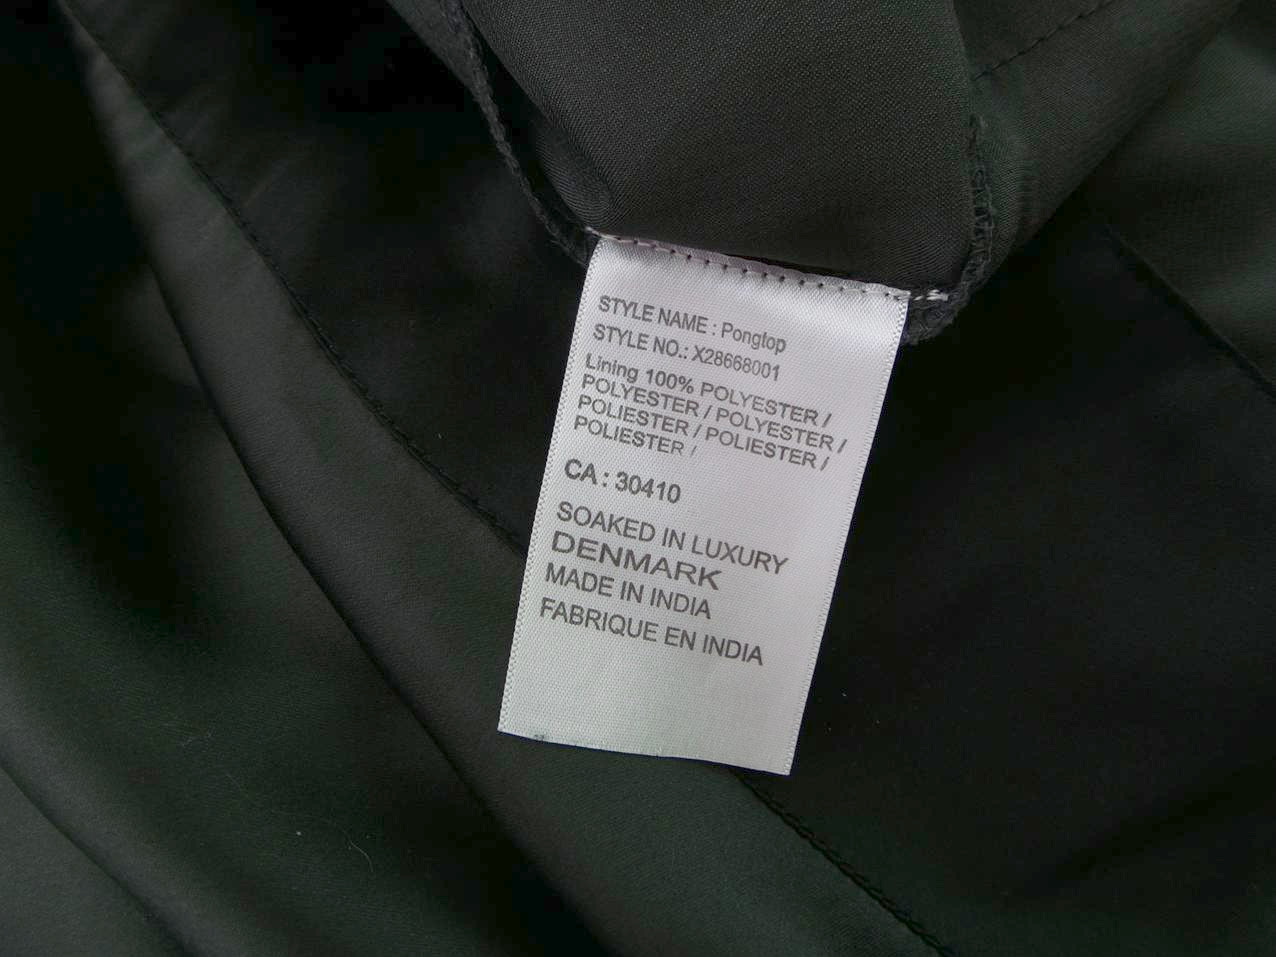 STYLE NAME : Pongtop
STYLE NO.: X28668001
Lining 100% POLYESTER /
POLYESTER / POLYESTER /
POLIESTER / POLIESTER /
POLIESTER /
CA : 30410
SOAKED IN LUXURY
DENMARK
MADE IN INDIA
FABRIQUE EN INDIA